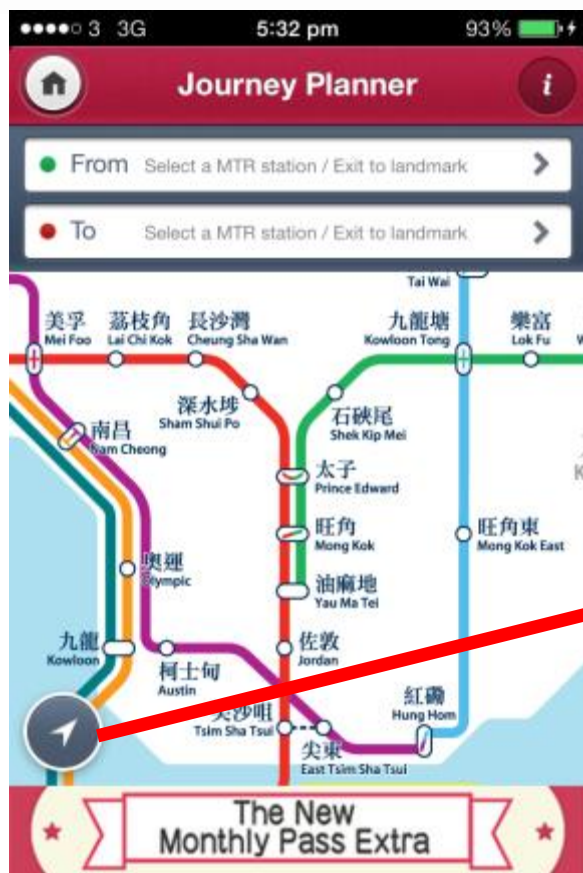 3 3G 5:32 pm 93%
Journey Planner
i
From Select a MTR station / Exit to landmark
To Select a MTR station / Exit to landmark
Tai Wai
美孚 荔枝角 長沙灣 九龍塘 樂富
Mei Foo Lai Chi Kok Cheung Sha Wan Kowloon Tong Lok Fu
深水埗
Sham Shui Po
石硤尾
Shek Kip Mei
南昌
Nam Cheong
太子
Prince Edward
旺角
Mong Kok
旺角東
Mong Kok East
奧運
Olympic
油麻地
Yau Ma Tei
九龍
Kowloon
佐敦
Jordan
柯士甸
Austin
紅磡
Hung Hom
尖沙咀
Tsim Sha Tsui
尖東
East Tsim Sha Tsui
The New
Monthly Pass Extra